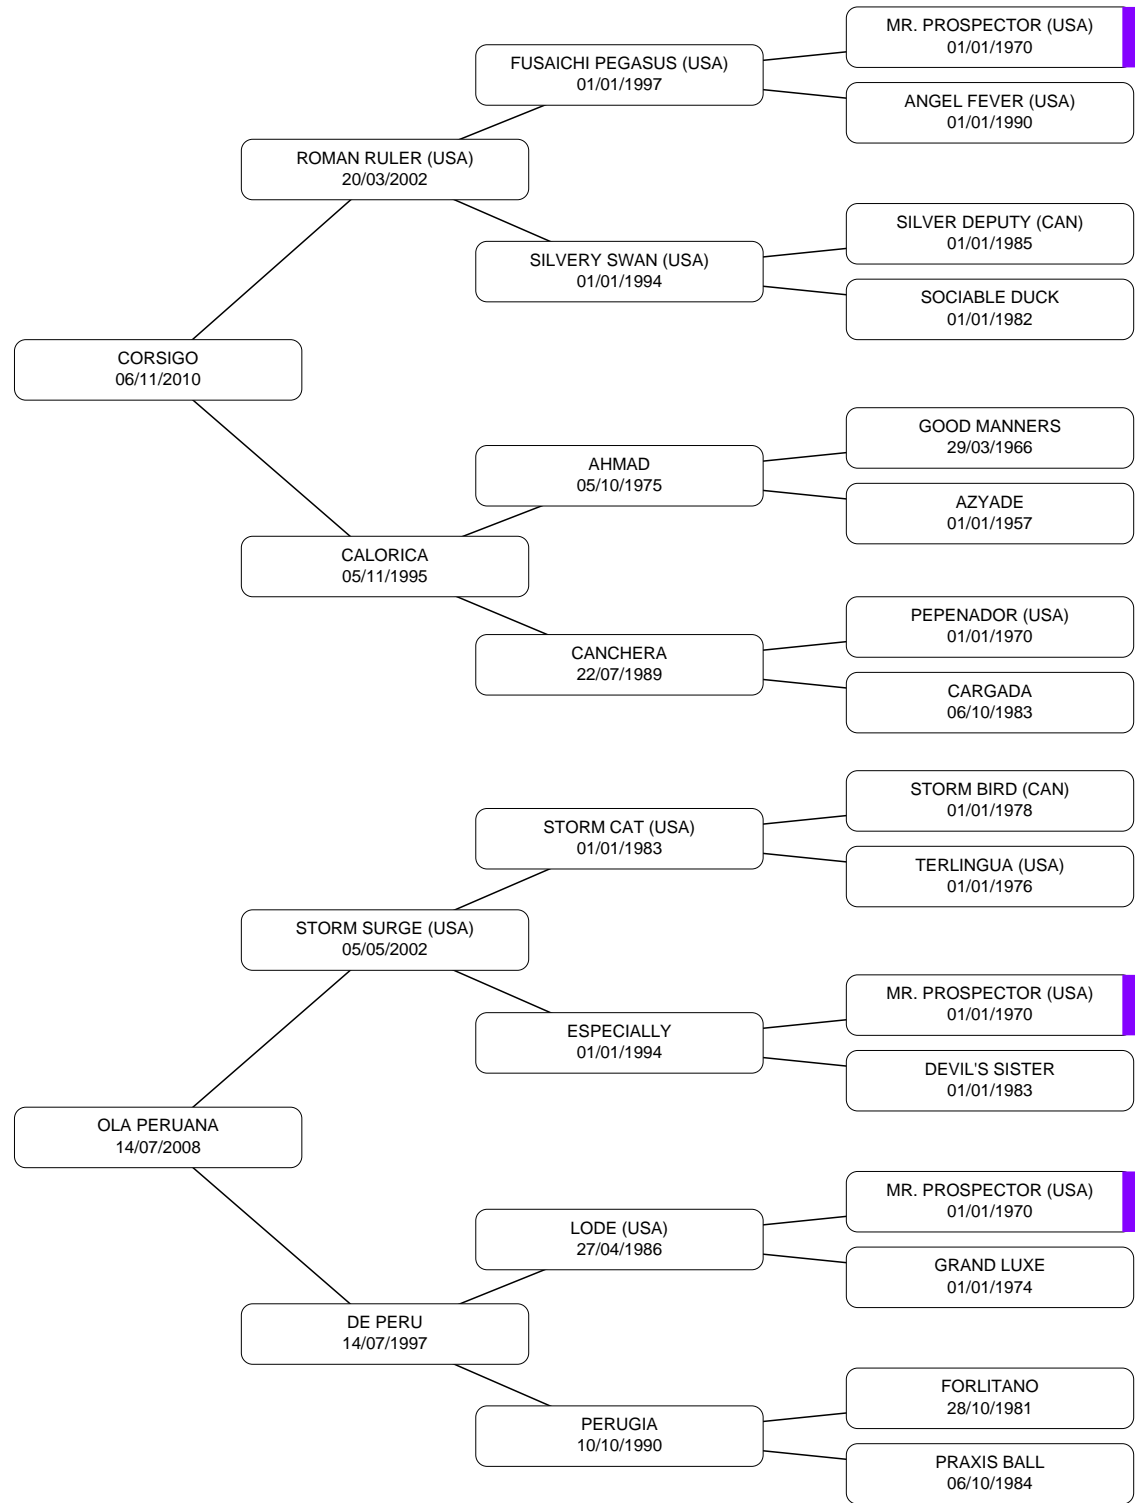 MR. PROSPECTOR (USA)
01/01/1970
FUSAICHI PEGASUS (USA)
01/01/1997
ANGEL FEVER (USA)
01/01/1990
ROMAN RULER (USA)
20/03/2002
SILVER DEPUTY (CAN)
01/01/1985
SILVERY SWAN (USA)
01/01/1994
SOCIABLE DUCK
01/01/1982
CORSIGO
06/11/2010
GOOD MANNERS
29/03/1966
AHMAD
05/10/1975
AZYADE
01/01/1957
CALORICA
05/11/1995
PEPENADOR (USA)
01/01/1970
CANCHERA
22/07/1989
CARGADA
06/10/1983
STORM BIRD (CAN)
01/01/1978
STORM CAT (USA)
01/01/1983
TERLINGUA (USA)
01/01/1976
STORM SURGE (USA)
05/05/2002
MR. PROSPECTOR (USA)
01/01/1970
ESPECIALLY
01/01/1994
DEVIL'S SISTER
01/01/1983
OLA PERUANA
14/07/2008
MR. PROSPECTOR (USA)
01/01/1970
LODE (USA)
27/04/1986
GRAND LUXE
01/01/1974
DE PERU
14/07/1997
FORLITANO
28/10/1981
PERUGIA
10/10/1990
PRAXIS BALL
06/10/1984